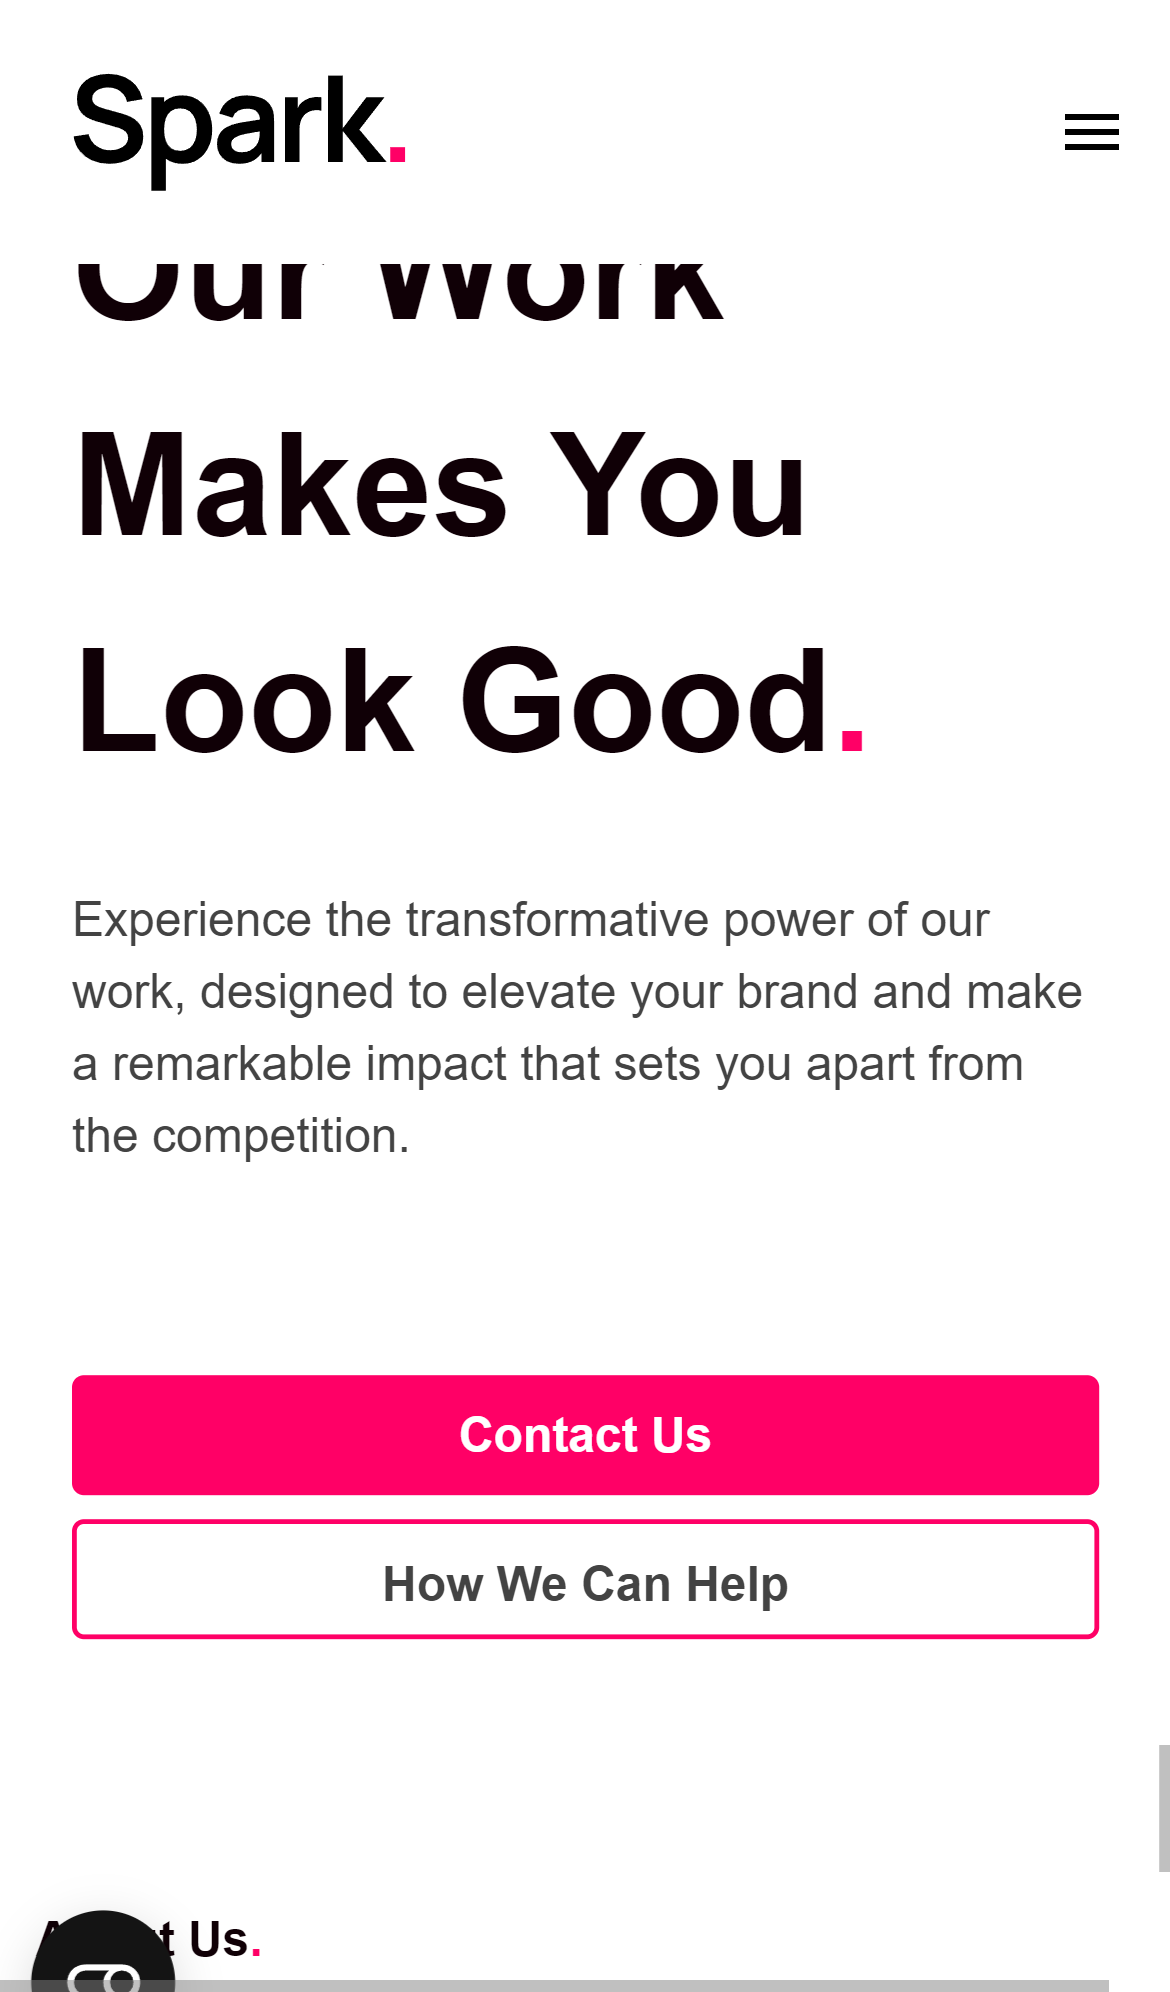 Spark.
Our Work
Makes You
Look Good.
Experience the transformative power of our
work, designed to elevate your brand and make
a remarkable impact that sets you apart from
the competition.
Contact Us
How We Can Help
Us.